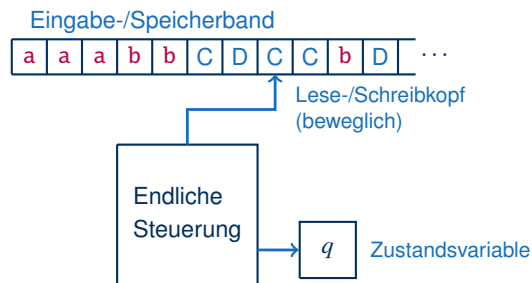 Eingabe-/Speicherband
a a a b b C D C C b D ···
Lese-/Schreibkopf
(beweglich)
Endliche
Steuerung
q Zustandsvariable